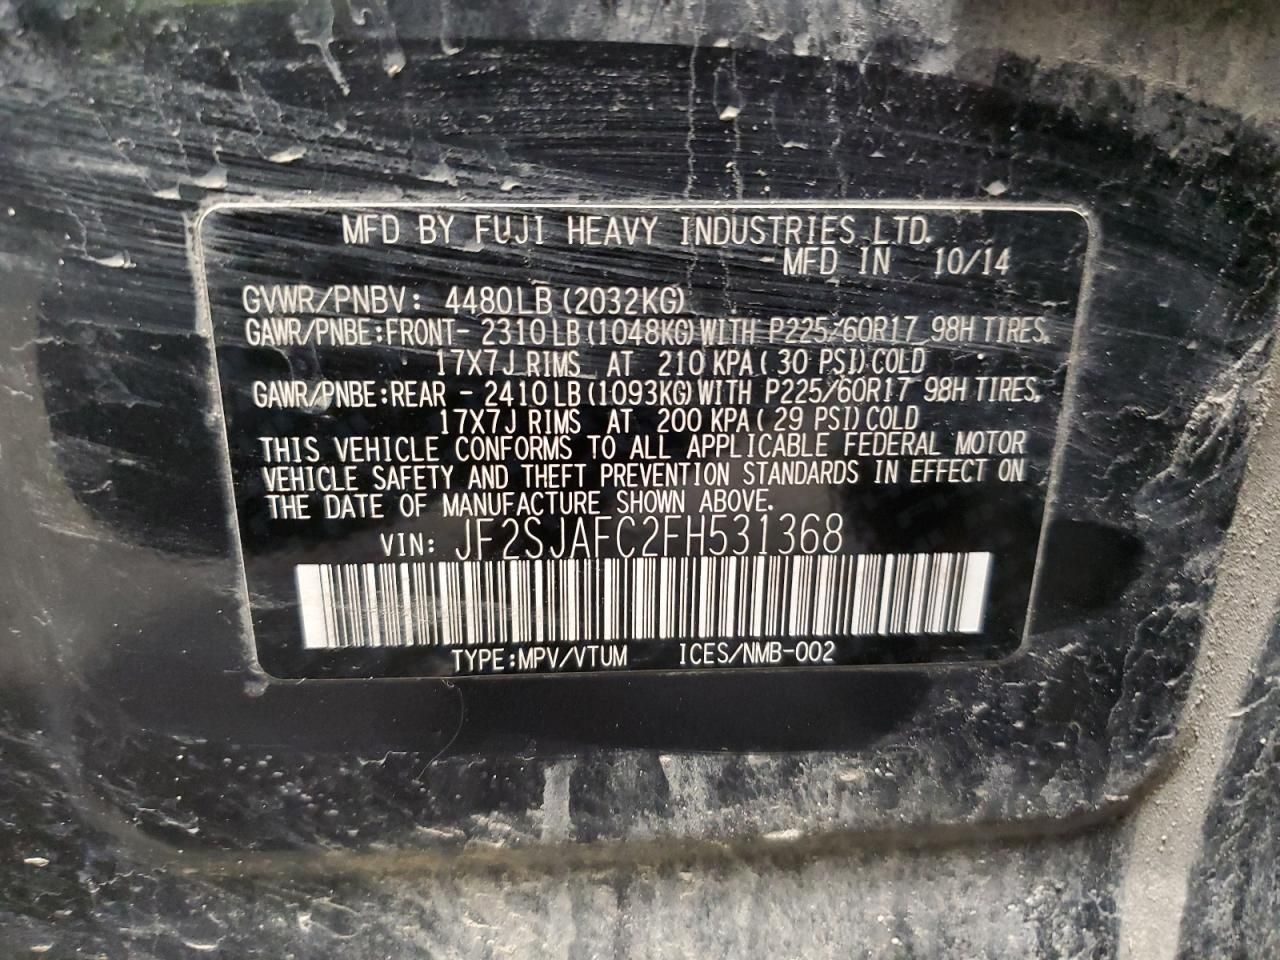 MFD BY FUJI HEAVY INDUSTRIES LTD.
MFD IN 10/14
GVWR/PNBV: 4480LB (2032KG)
GAWR/PNBE:FRONT- 2310LB (1048KG)WITH P225/60R17 98H TIRES,
17X7J RIMS AT 210 KPA ( 30 PSI) COLD
GAWR/PNBE:REAR - 2410LB (1093KG)WITH P225/60R17 98H TIRES,
17X7J RIMS AT 200 KPA ( 29 PSI) COLD
THIS VEHICLE CONFORMS TO ALL APPLICABLE FEDERAL MOTOR
VEHICLE SAFETY AND THEFT PREVENTION STANDARDS IN EFFECT ON
THE DATE OF MANUFACTURE SHOWN ABOVE.
VIN: JF2SJAFC2FH531368
TYPE:MPV/VTUM ICES/NMB-002